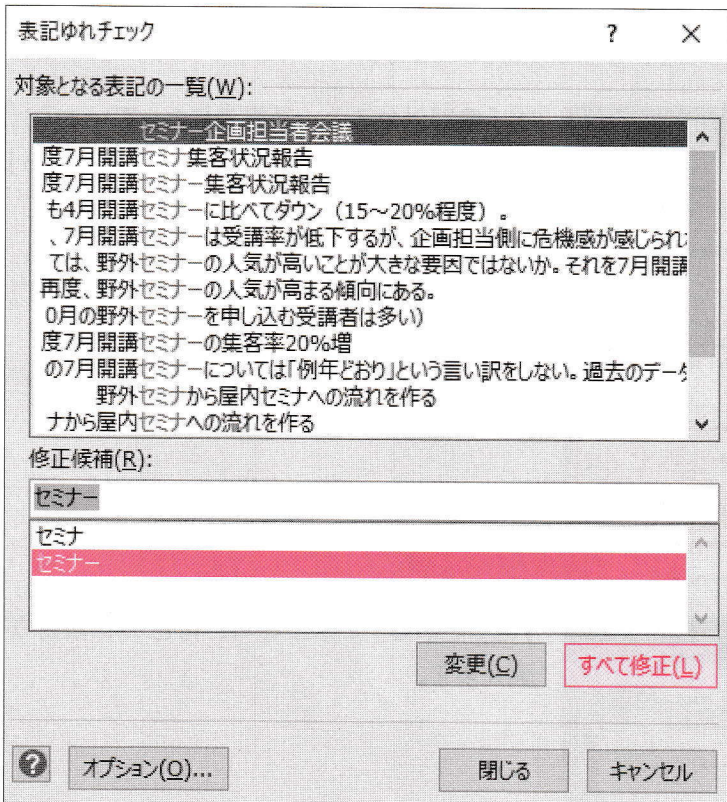 表記ゆれチェック ? ×
対象となる表記の一覧(W):
セミナー企画担当者会議
度7月開講セミナ集客状況報告
度7月開講セミナー集客状況報告
も4月開講セミナーに比べてダウン（15～20%程度）。
、7月開講セミナーは受講率が低下するが、企画担当側に危機感が感じられ
ては、野外セミナーの人気が高いことが大きな要因ではないか。それを7月開講
再度、野外セミナーの人気が高まる傾向にある。
0月の野外セミナーを申し込む受講者は多い)
度7月開講セミナーの集客率20%増
の7月開講セミナーについては「例年どおり」という言い訳をしない。過去のデータ
野外セミナから屋内セミナへの流れを作る
ナから屋内セミナへの流れを作る
修正候補(R):
セミナー
セミナ
セミナー
変更(C) すべて修正(L)
? オプション(O)... 閉じる キャンセル